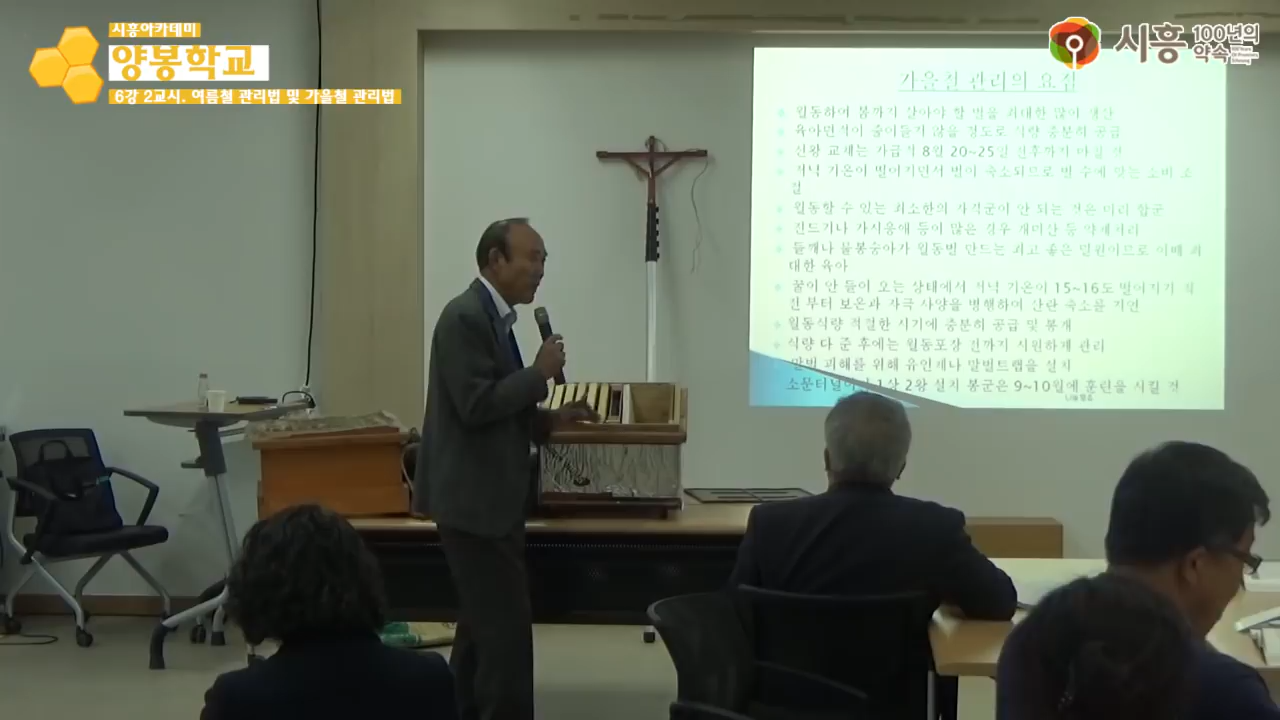 시흥아카데미
양봉학교
6강 2교시. 여름철 관리법 및 가을철 관리법
시흥 100년의 약속
가을철 관리의 요점
월동하여 봄까기 살아야 할 벌을 최대한 많이 생산
육아면적이 줄어들기 않을 정도로 식량 충분히 공급
신왕 교체는 가급적 8월 20~25일 전후까지 마칠 것
저녁 기온이 떨어지면서 벌이 축소되므로 벌 수에 맞는 소비 조
절
월동할 수 있는 최소한의 자격군이 안 되는 것은 미리 합군
진드기나 가시응애 등이 많은 경우 개미산 등 약제처리
들깨나 물봉숭아가 월동벌 만드는 최고 좋은 밀원이므로 이때 최
대한 육아
꿀이 안 들어 오는 상태에서 저녁 기온이 15~16도 떨어지기 직
전 부터 보온과 자극 사양을 병행하여 산란 축소를 지연
월동식량 적절한 시기에 충분히 공급 및 봉개
식량 다 준 후에는 월동포장 전까지 시원하게 관리
말벌 피해를 위해 유인제나 말벌트랩을 설치
소문터널이나 1상 2왕 설치 봉군은 9~10월에 훈련을 시킬 것